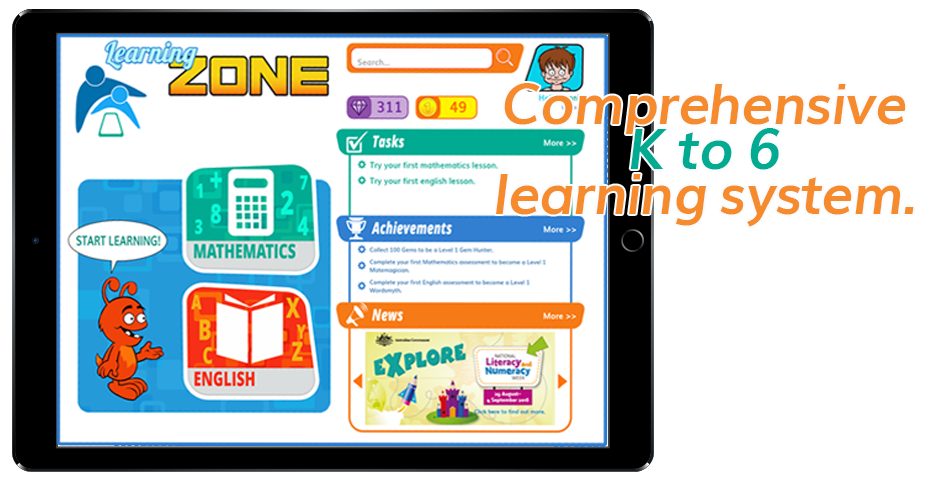 Learning
ZONE
Search...
311
49
Comprehensive
K to 6
learning system.
Tasks
More >>
Try your first mathematics lesson.
Try your first english lesson.
START LEARNING!
1
+
7
3
8
2
4
MATHEMATICS
Achievements
More >>
Collect 100 Gems to be a Level 1 Gem Hunter.
Complete your first Mathematics assessment to become a Level 1
Matemagician.
Complete your first English assessment to become a Level 1
Wordsmyth.
A
X
B
Y
C
Z
ENGLISH
News
More >>
Australian Government
EXPLORE
NATIONAL
Literacy and
Numeracy
WEEK
29 August-
4 September 2016
Click here to find out more.